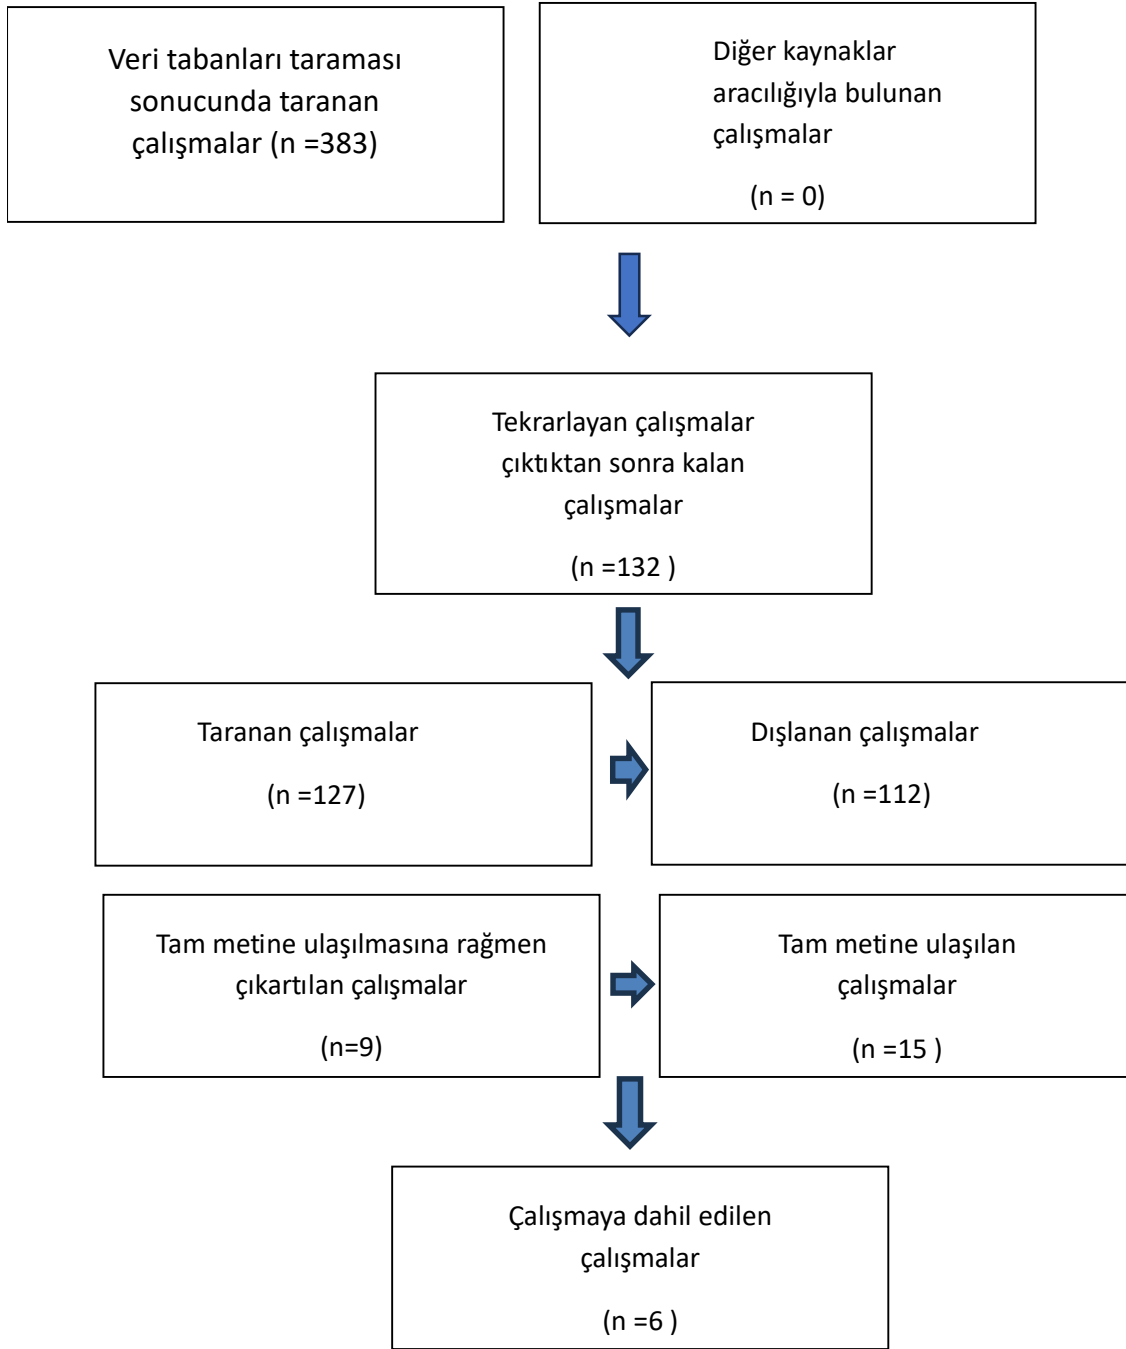 Veri tabanları taraması
sonucunda taranan
çalışmalar (n =383)
Diğer kaynaklar
aracılığıyla bulunan
çalışmalar
(n = 0)
Tekrarlayan çalışmalar
çıktıktan sonra kalan
çalışmalar
(n =132 )
Taranan çalışmalar
(n =127)
Dışlanan çalışmalar
(n =112)
Tam metine ulaşılmasına rağmen
çıkartılan çalışmalar
(n=9)
Tam metine ulaşılan
çalışmalar
(n =15 )
Çalışmaya dahil edilen
çalışmalar
(n =6 )